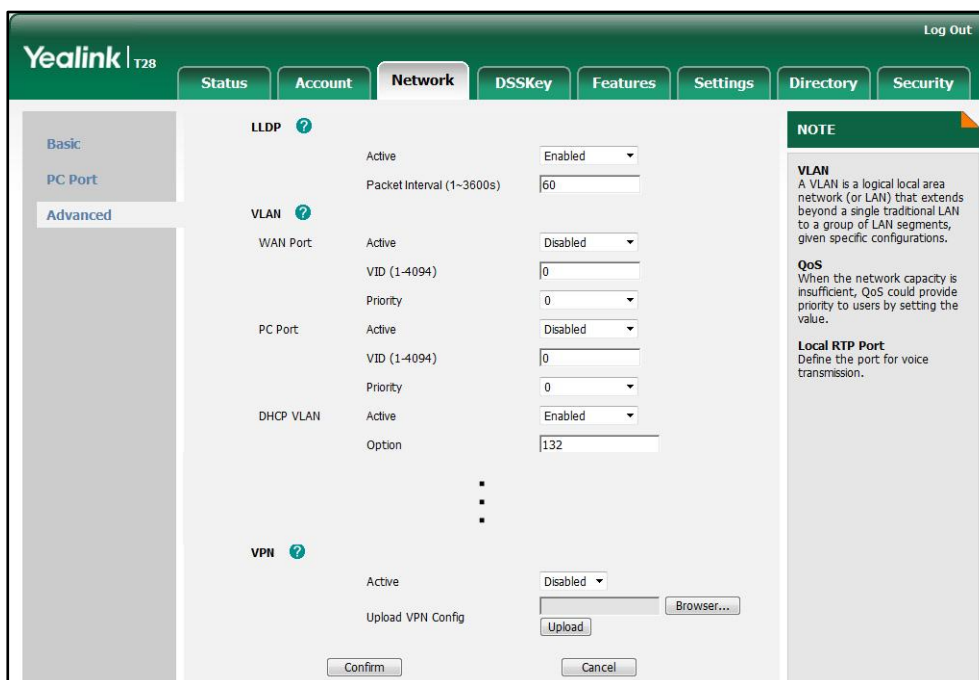 Log Out
Yealink T28
Status Account Network DSSKey Features Settings Directory Security
Basic
PC Port
Advanced
LLDP ?
Active Enabled
Packet Interval (1~3600s) 60
VLAN ?
WAN Port Active Disabled
VID (1-4094) 0
Priority 0
PC Port Active Disabled
VID (1-4094) 0
Priority 0
DHCP VLAN Active Enabled
Option 132
VPN ?
Active Disabled
Upload VPN Config Browser...
Upload
Confirm Cancel
NOTE
VLAN
A VLAN is a logical local area
network (or LAN) that extends
beyond a single traditional LAN
to a group of LAN segments,
given specific configurations.
QoS
When the network capacity is
insufficient, QoS could provide
priority to users by setting the
value.
Local RTP Port
Define the port for voice
transmission.